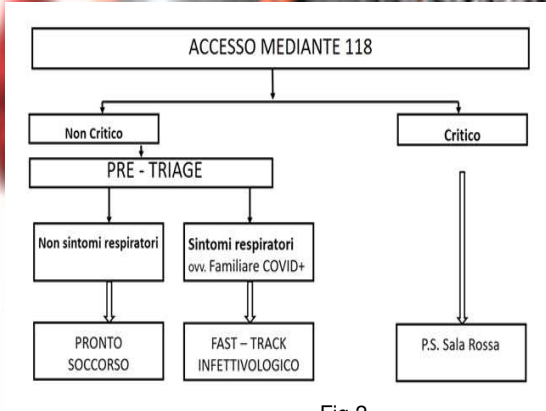 ACCESSO MEDIANTE 118
Non Critico
Critico
PRE - TRIAGE
Non sintomi respiratori
Sintomi respiratori
ovv. Familiare COVID+
PRONTO
SOCCORSO
FAST – TRACK
INFETTIVOLOGICO
P.S. Sala Rossa